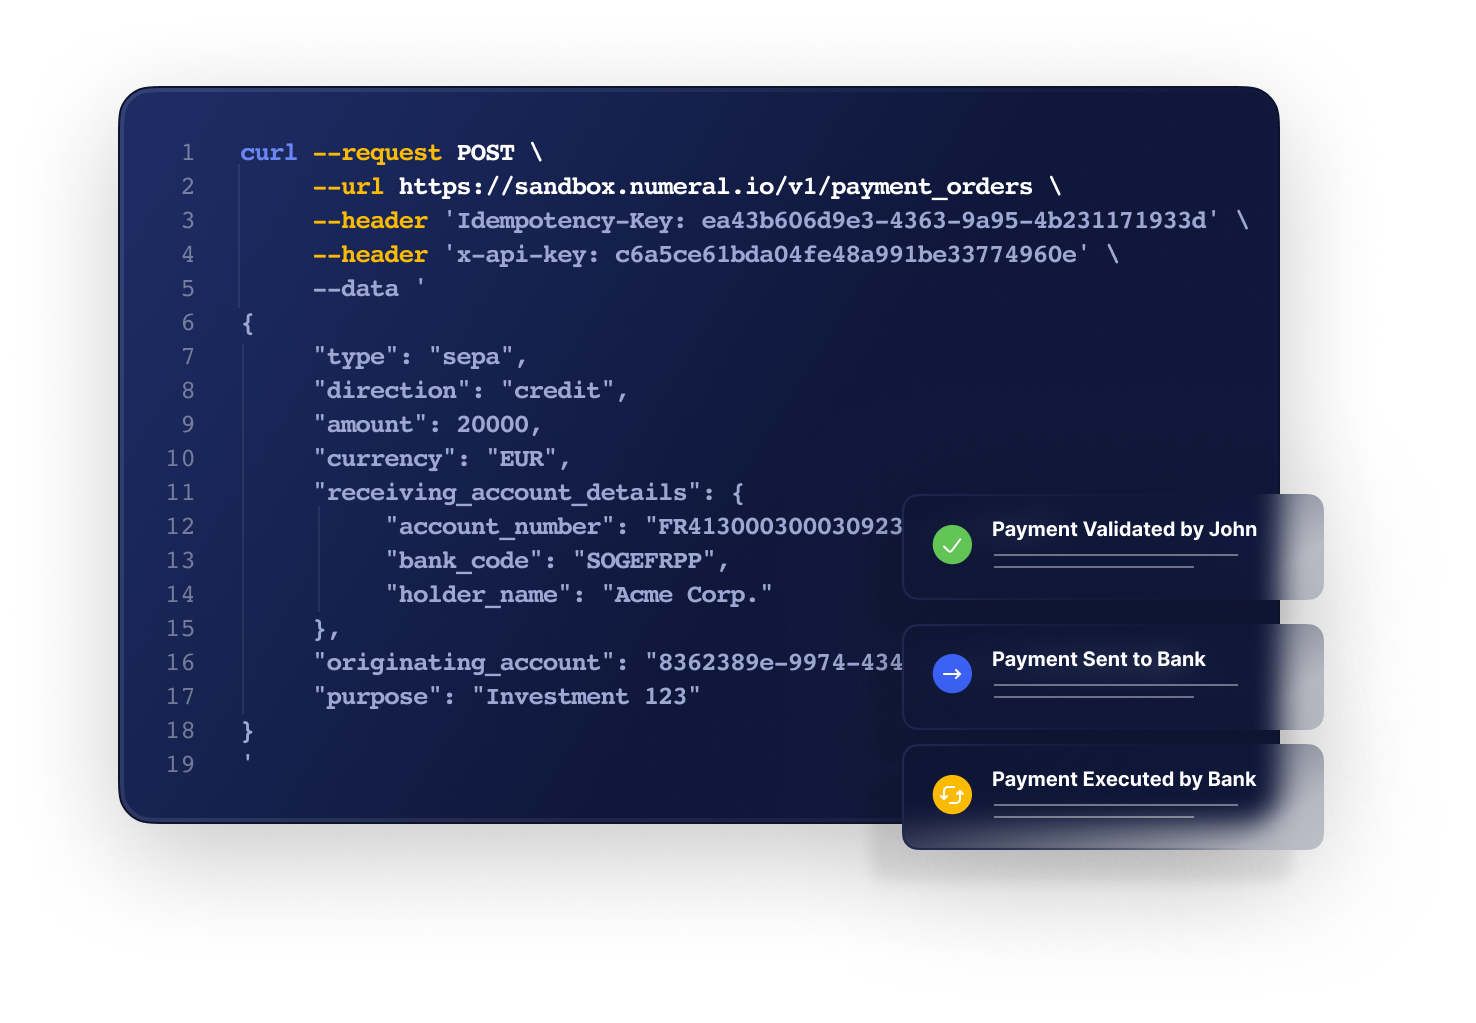 1 curl --request POST \
2 --url https://sandbox.numeral.io/v1/payment_orders \
3 --header 'Idempotency-Key: ea43b606d9e3-4363-9a95-4b231171933d' \
4 --header 'x-api-key: c6a5ce61bda04fe48a991be33774960e' \
5 --data '
6 {
7 "type": "sepa",
8 "direction": "credit",
9 "amount": 20000,
10 "currency": "EUR",
11 "receiving_account_details": {
12 "account_number": "FR413000300030923
13 "bank_code": "SOGEFRPP",
14 "holder_name": "Acme Corp."
15 },
16 "originating_account": "8362389e-9974-434
17 "purpose": "Investment 123"
18 }
19 '
Payment Validated by John
Payment Sent to Bank
Payment Executed by Bank